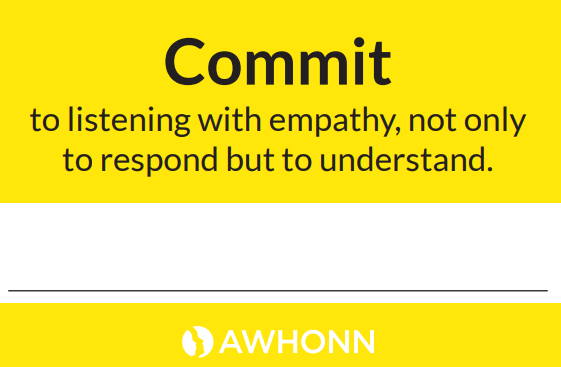 Commit
to listening with empathy, not only
to respond but to understand.
AWHONN